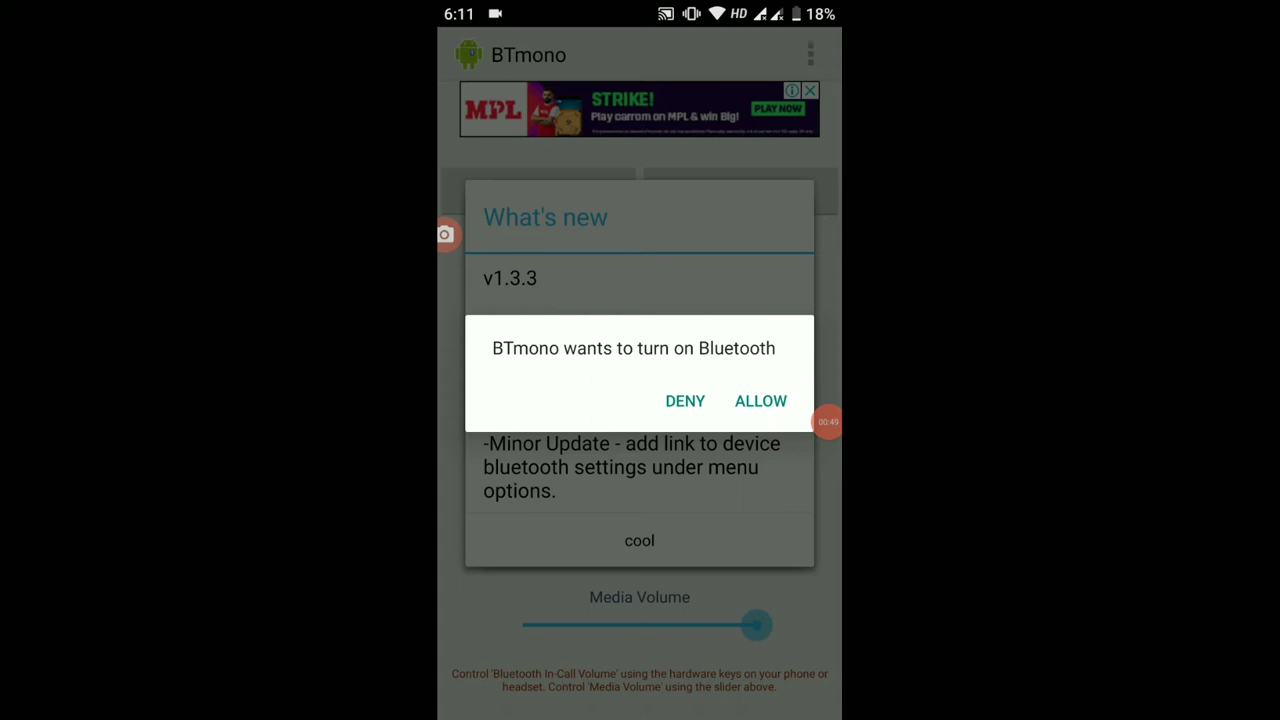 6:11 HD 18%
BTmono
MPL
STRIKE!
Play carrom on MPL & win Big!
PLAY NOW
What's new
v1.3.3
BTmono wants to turn on Bluetooth
DENY ALLOW
00:49
-Minor Update - add link to device
bluetooth settings under menu
options.
cool
Media Volume
Control 'Bluetooth In-Call Volume' using the hardware keys on your phone or
headset. Control 'Media Volume' using the slider above.